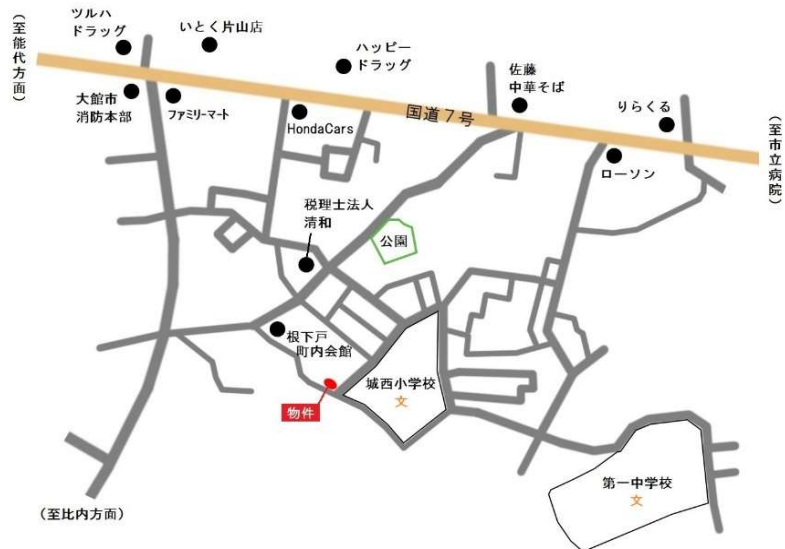 (至能代方面)
ツルハ
ドラッグ
いとく片山店
ハッピー
ドラッグ
佐藤
中華そば
りらくる
大館市
消防本部
ファミリーマート
HondaCars
国道7号
ローソン
(至市立病院)
税理士法人
清和
公園
根下戸
町内会館
城西小学校
文
物件
第一中学校
文
(至比内方面)